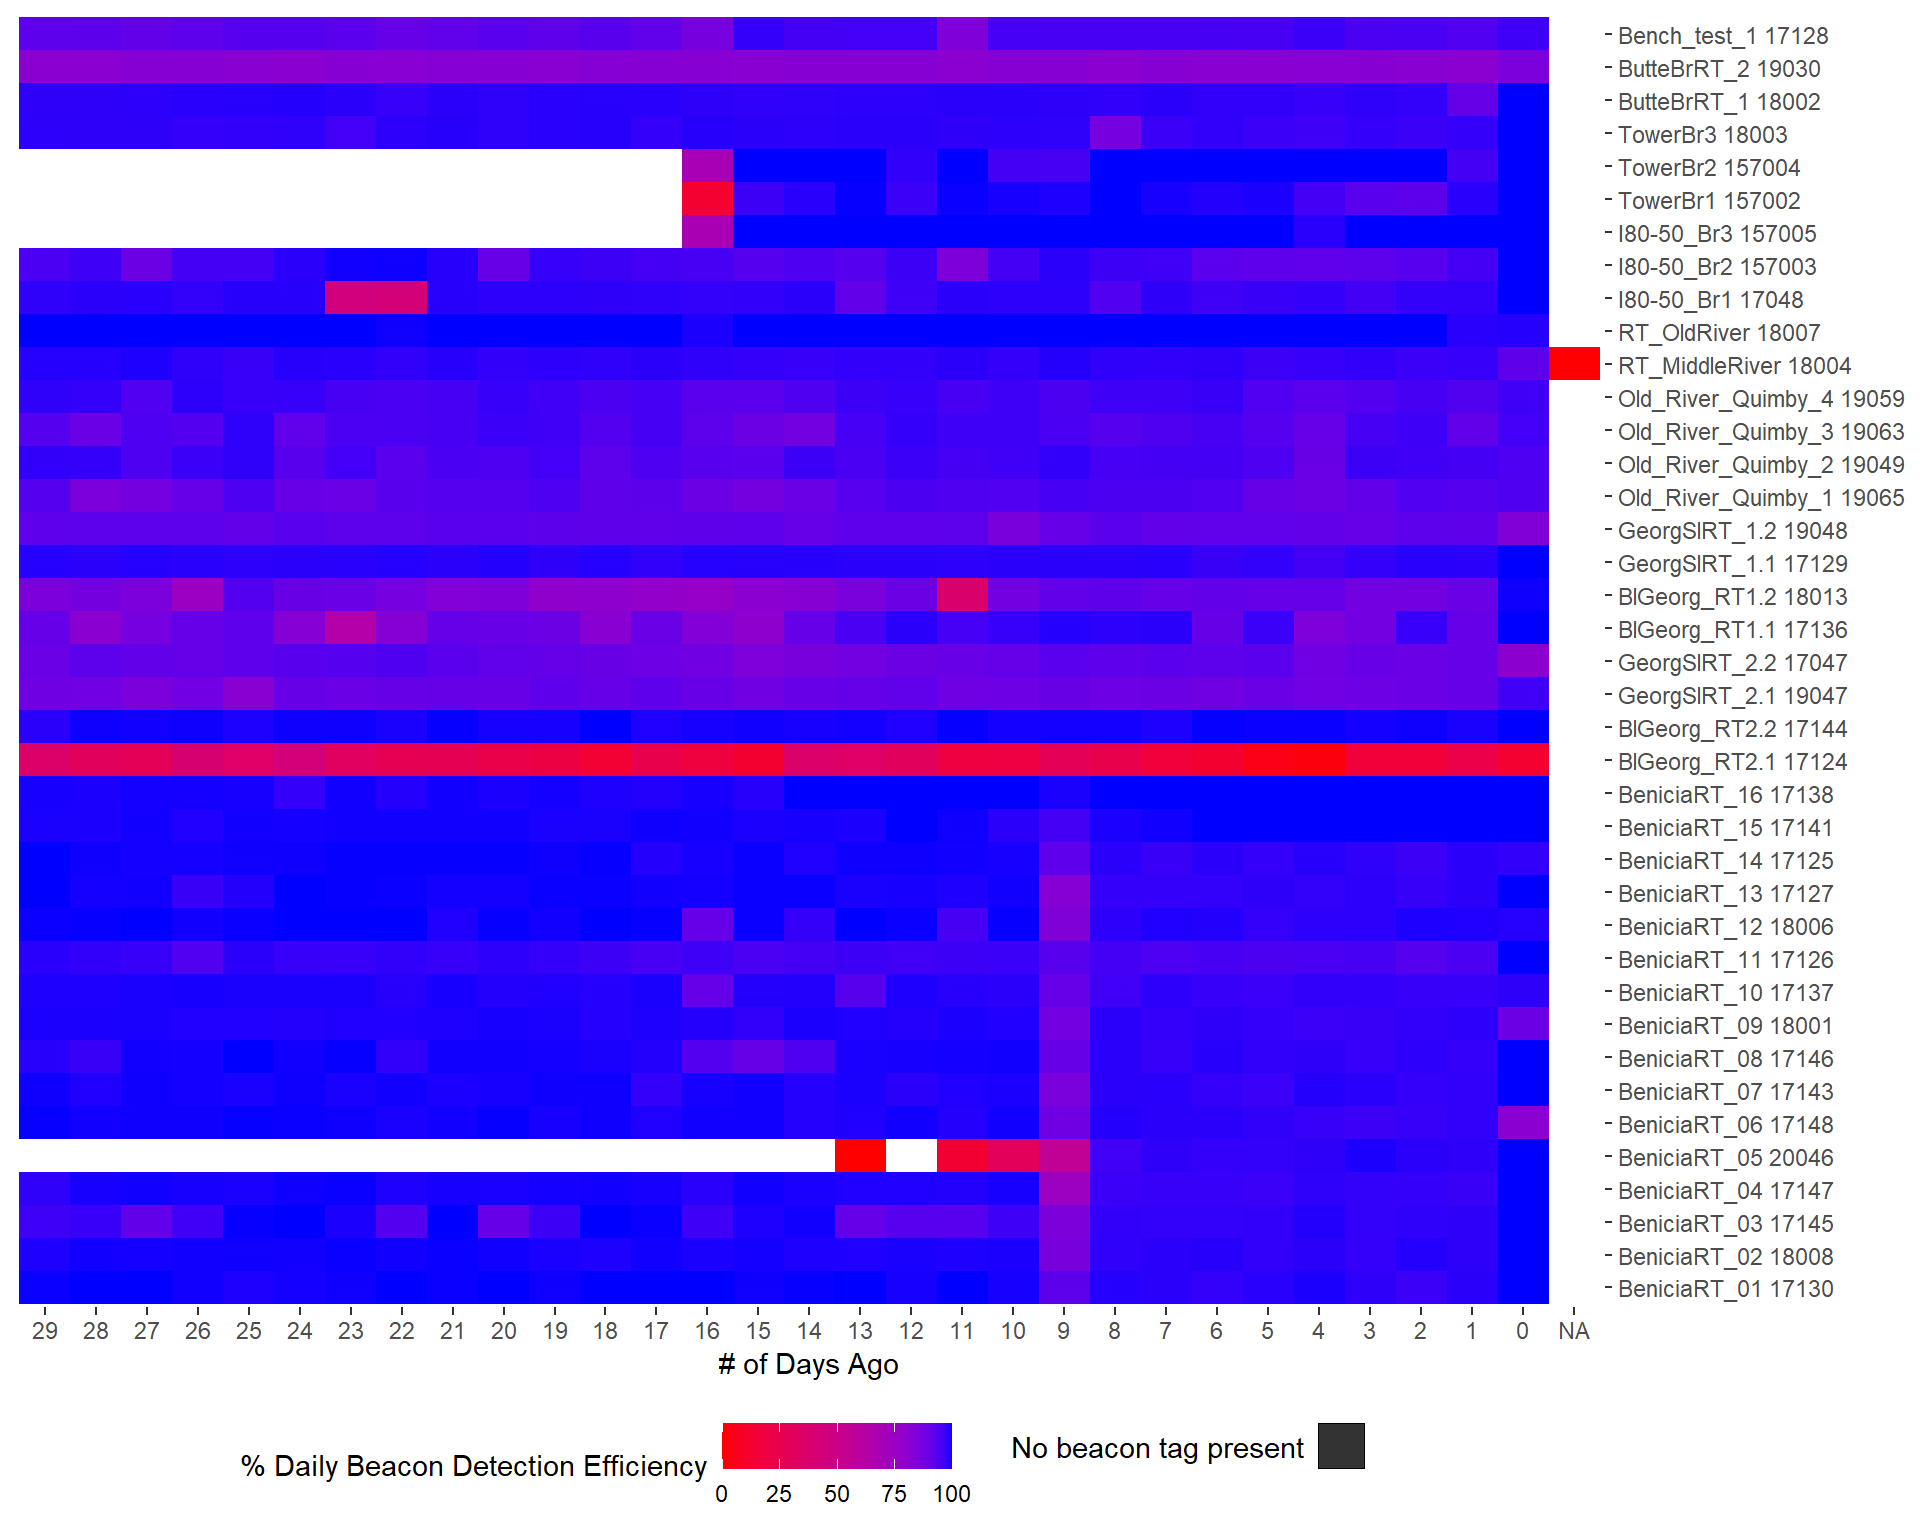 Bench_test_1 17128
ButteBrRT_2 19030
ButteBrRT_1 18002
TowerBr3 18003
TowerBr2 157004
TowerBr1 157002
I80-50_Br3 157005
I80-50_Br2 157003
I80-50_Br1 17048
RT_OldRiver 18007
RT_MiddleRiver 18004
Old_River_Quimby_4 19059
Old_River_Quimby_3 19063
Old_River_Quimby_2 19049
Old_River_Quimby_1 19065
GeorgSlRT_1.2 19048
GeorgSlRT_1.1 17129
BlGeorg_RT1.2 18013
BlGeorg_RT1.1 17136
GeorgSlRT_2.2 17047
GeorgSlRT_2.1 19047
BlGeorg_RT2.2 17144
BlGeorg_RT2.1 17124
BeniciaRT_16 17138
BeniciaRT_15 17141
BeniciaRT_14 17125
BeniciaRT_13 17127
BeniciaRT_12 18006
BeniciaRT_11 17126
BeniciaRT_10 17137
BeniciaRT_09 18001
BeniciaRT_08 17146
BeniciaRT_07 17143
BeniciaRT_06 17148
BeniciaRT_05 20046
BeniciaRT_04 17147
BeniciaRT_03 17145
BeniciaRT_02 18008
BeniciaRT_01 17130
29 28 27 26 25 24 23 22 21 20 19 18 17 16 15 14 13 12 11 10 9 8 7 6 5 4 3 2 1 0 NA
# of Days Ago
% Daily Beacon Detection Efficiency
0 25 50 75 100
No beacon tag present